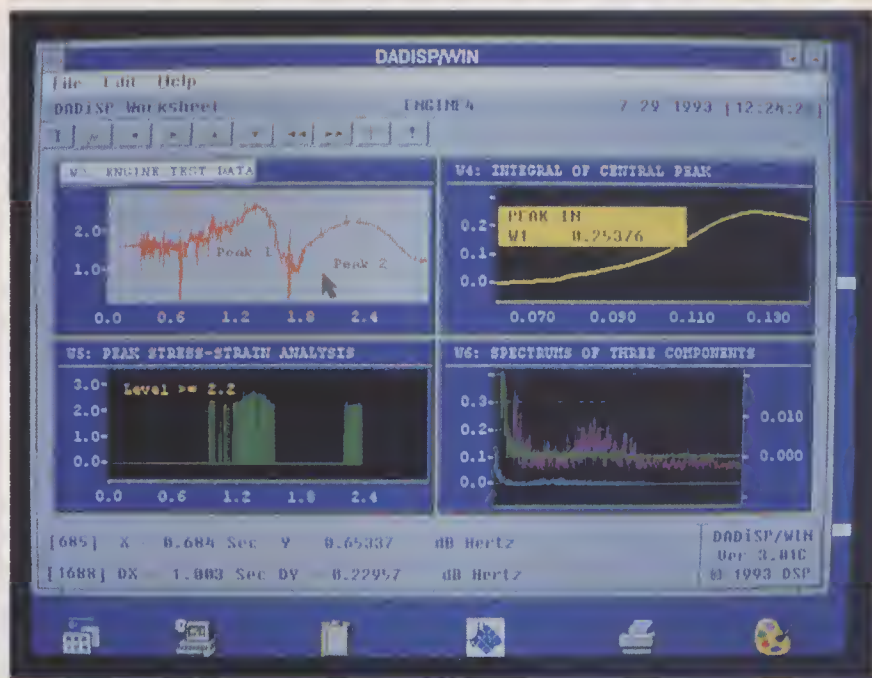 DADISP/WIN
File Edit Help
DADiSP Worksheet ENGINE4 7 29 1993 [12:24:2
W1: ENGINE TEST DATA
2.0
1.0
Peak 1
Peak 2
0.0 0.6 1.2 1.8 2.4
W4: INTEGRAL OF CENTRAL PEAK
0.2
0.1
0.0
PEAK IN
W1 0.25376
0.070 0.090 0.110 0.130
W5: PEAK STRESS-STRAIN ANALYSIS
3.0
2.0
1.0
0.0
Level >= 2.2
0.0 0.6 1.2 1.8 2.4
W6: SPECTRUMS OF THREE COMPONENTS
0.3
0.2
0.1
0.0
0.010
0.000
[685] X - 0.684 Sec Y 0.65337 dB Hertz
[1688] DX - 1.003 Sec DY 0.22957 dB Hertz
DADiSP/WIN
Ver 3.01C
© 1993 DSP